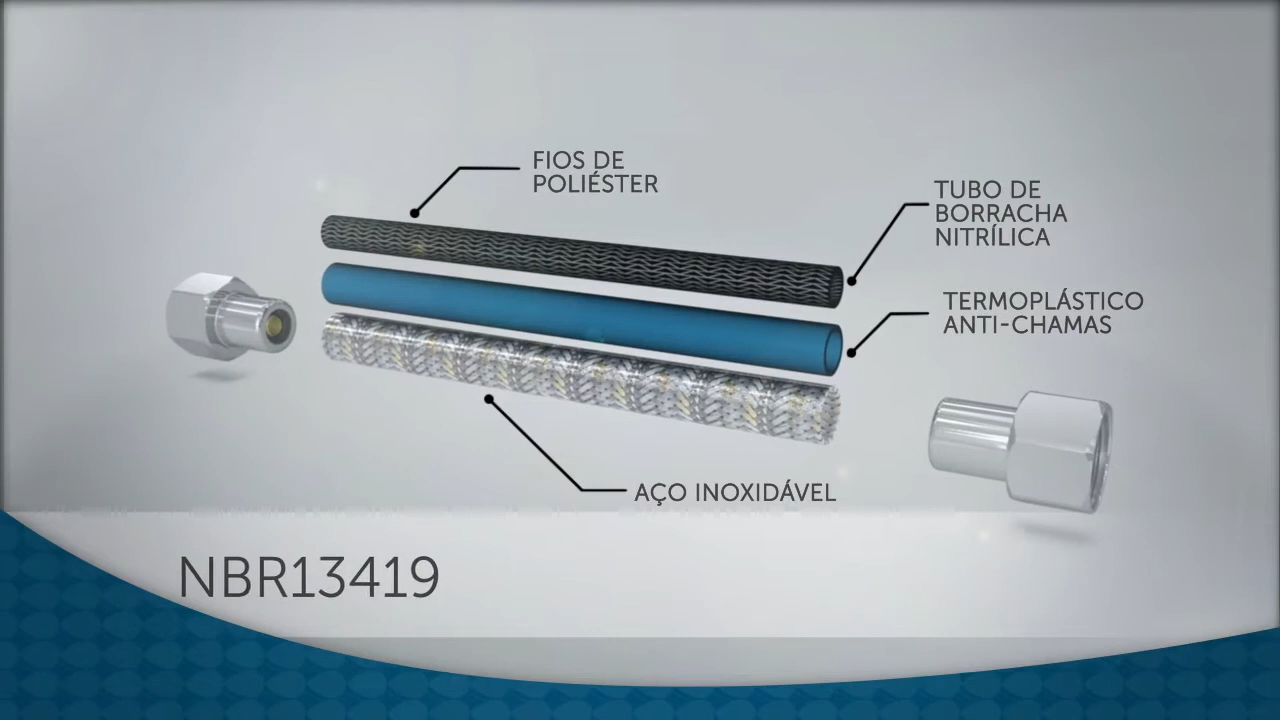 FIOS DE
POLIÉSTER
TUBO DE
BORRACHA
NITRÍLICA
TERMOPLÁSTICO
ANTI-CHAMAS
AÇO INOXIDÁVEL
NBR13419